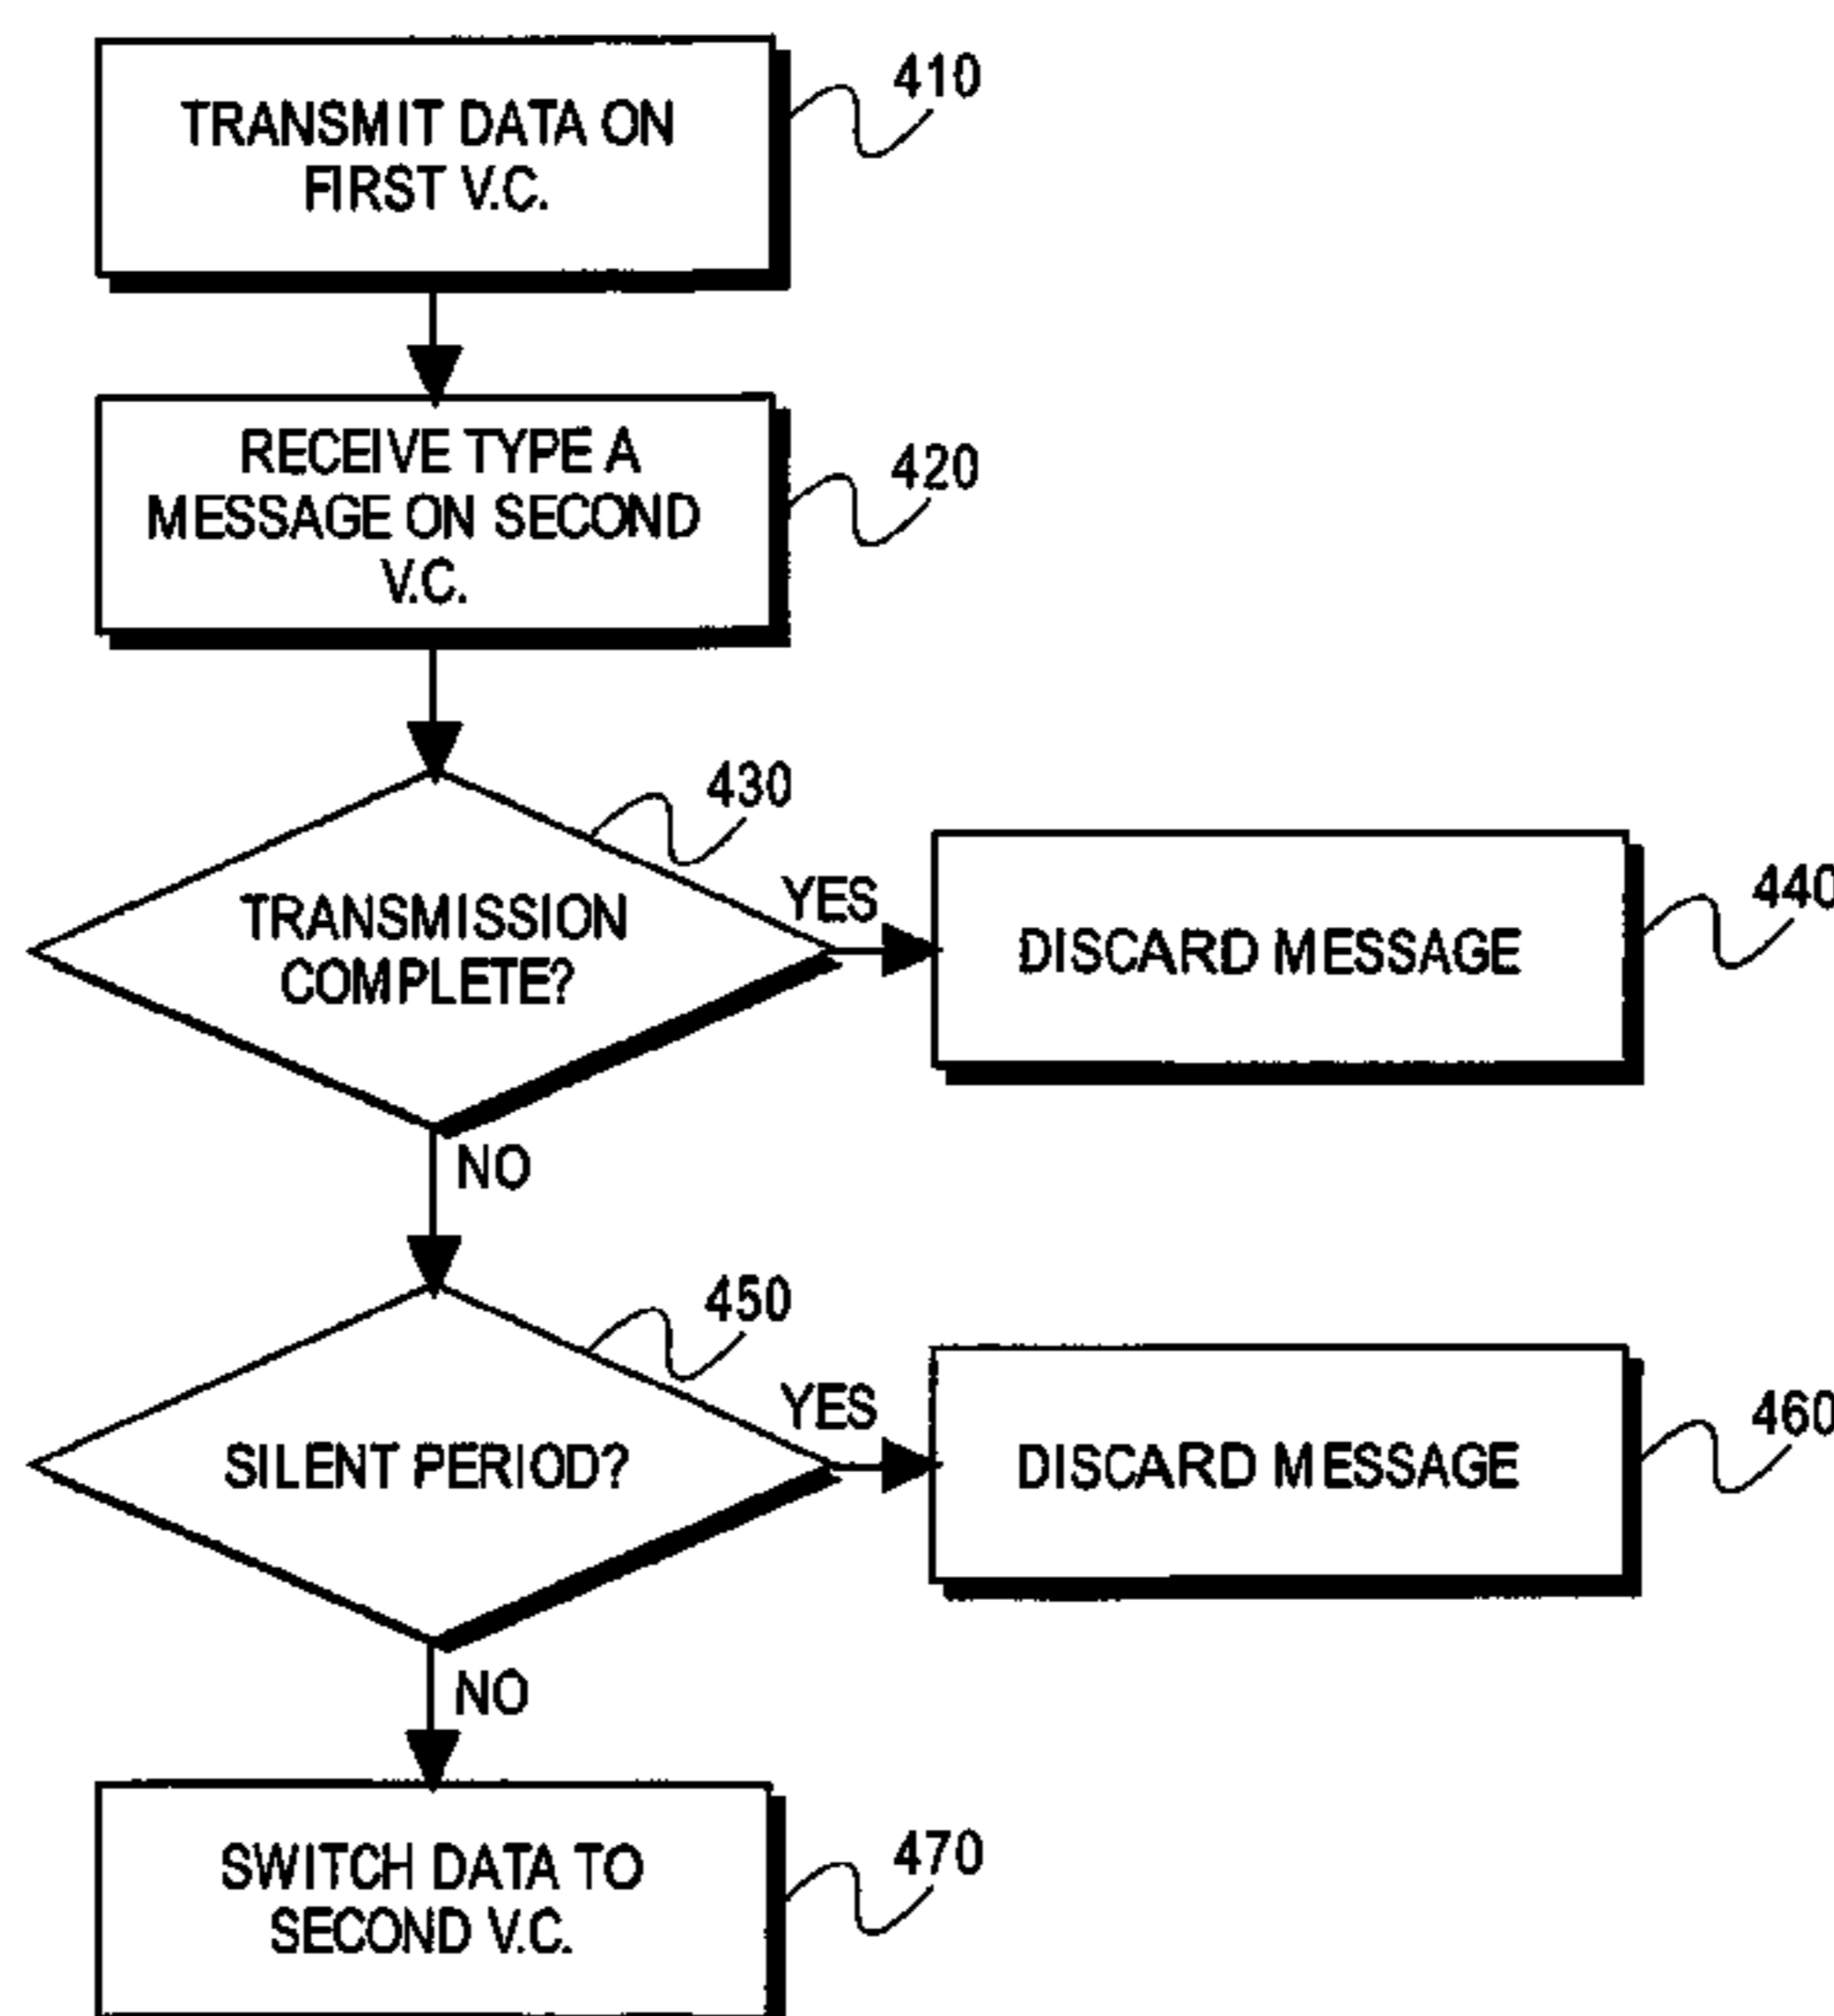 TRANSMIT DATA ON
FIRST V.C.
410
RECEIVE TYPE A
MESSAGE ON SECOND
V.C.
420
430
TRANSMISSION
COMPLETE?
YES
DISCARD MESSAGE
440
NO
450
SILENT PERIOD?
YES
DISCARD MESSAGE
460
NO
SWITCH DATA TO
SECOND V.C.
470